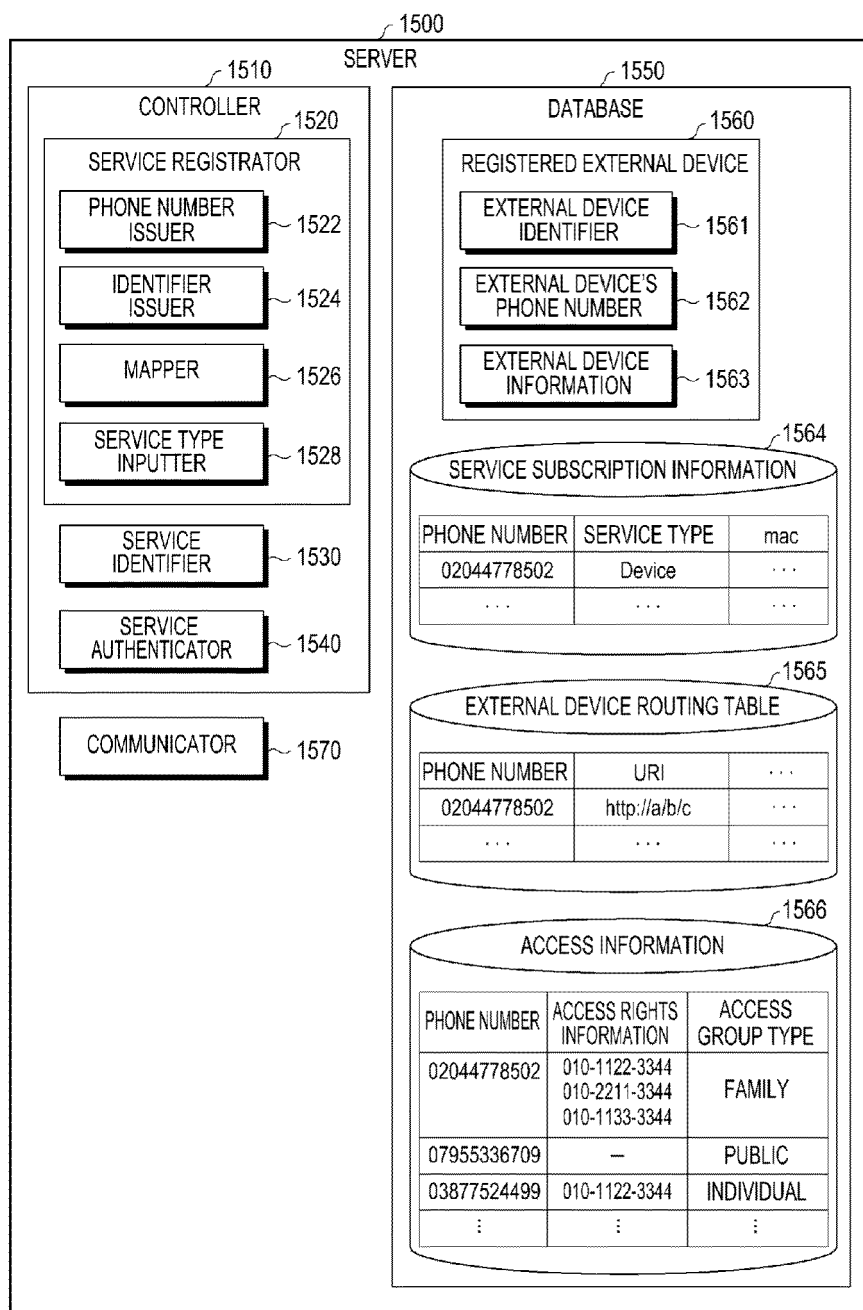 1500
SERVER
1510
CONTROLLER
1520
SERVICE REGISTRATOR
PHONE NUMBER
ISSUER
1522
IDENTIFIER
ISSUER
1524
MAPPER
1526
SERVICE TYPE
INPUTTER
1528
SERVICE
IDENTIFIER
1530
SERVICE
AUTHENTICATOR
1540
COMMUNICATOR
1570
1550
DATABASE
1560
REGISTERED EXTERNAL DEVICE
EXTERNAL DEVICE
IDENTIFIER
1561
EXTERNAL DEVICE'S
PHONE NUMBER
1562
EXTERNAL DEVICE
INFORMATION
1563
1564
SERVICE SUBSCRIPTION INFORMATION
PHONE NUMBER SERVICE TYPE mac
02044778502 Device ...
... ... ...
1565
EXTERNAL DEVICE ROUTING TABLE
PHONE NUMBER URI ...
02044778502 http://a/b/c ...
... ... ...
1566
ACCESS INFORMATION
PHONE NUMBER ACCESS RIGHTS INFORMATION ACCESS GROUP TYPE
02044778502 010-1122-3344 FAMILY
010-2211-3344
010-1133-3344
07955336709 – PUBLIC
03877524499 010-1122-3344 INDIVIDUAL
⋮ ⋮ ⋮